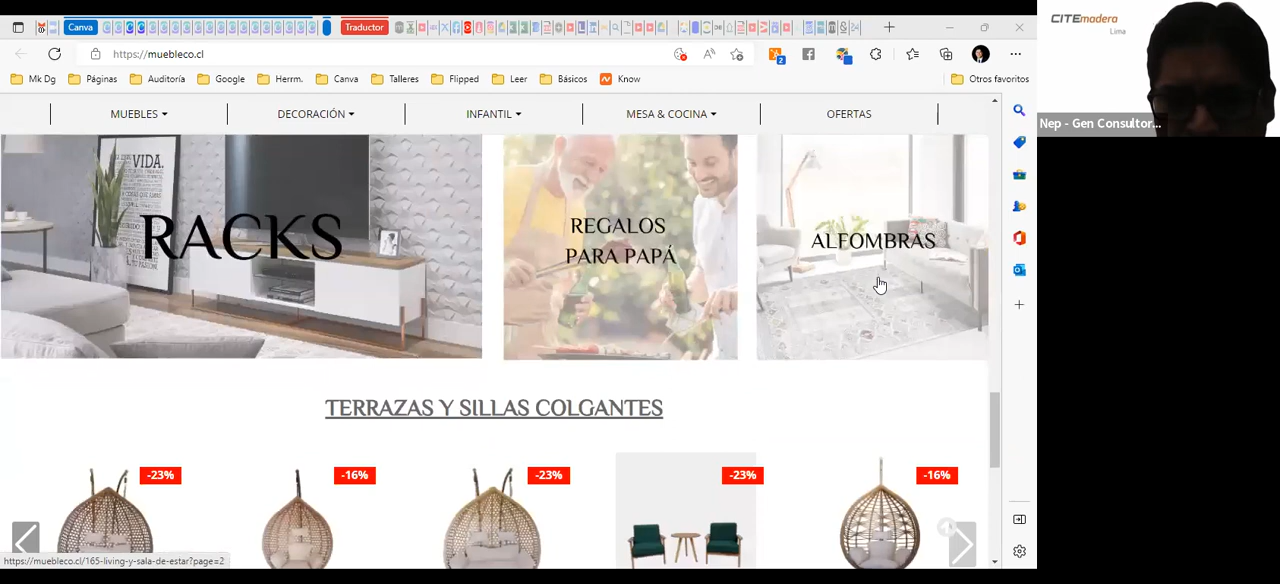 Canva
Traductor
https://muebleco.cl
2
Mk Dg
Páginas
Auditoría
Google
Herrm.
Canva
Talleres
Flipped
Leer
Básicos
Know
Otros favoritos
MUEBLES
DECORACIÓN
INFANTIL
MESA & COCINA
OFERTAS
VIDA.
RACKS
REGALOS
PARA PAPÁ
ALFOMBRAS
TERRAZAS Y SILLAS COLGANTES
-23%
-16%
-23%
-23%
-16%
https://muebleco.cl/165-living-y-sala-de-estar?page=2
CITEmadera
Lima
Nep - Gen Consultor...